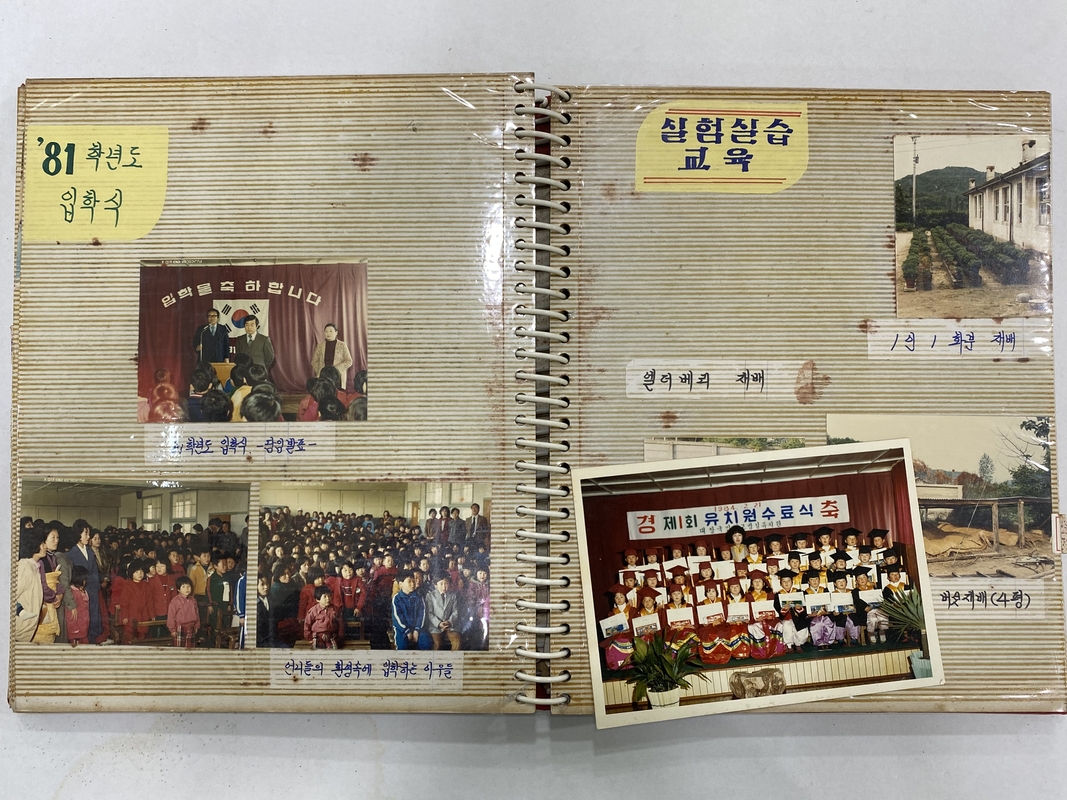 '81 학년도
입학식
입학을 축하합니다
81학년도 입학식 -담임발표-
언니들의 환영속에 입학하는 아우들
실험실습
교육
1인 1 화분 재배
엘더베리 재배
경 제1회 유치원수료식 축
버섯재배(4평)